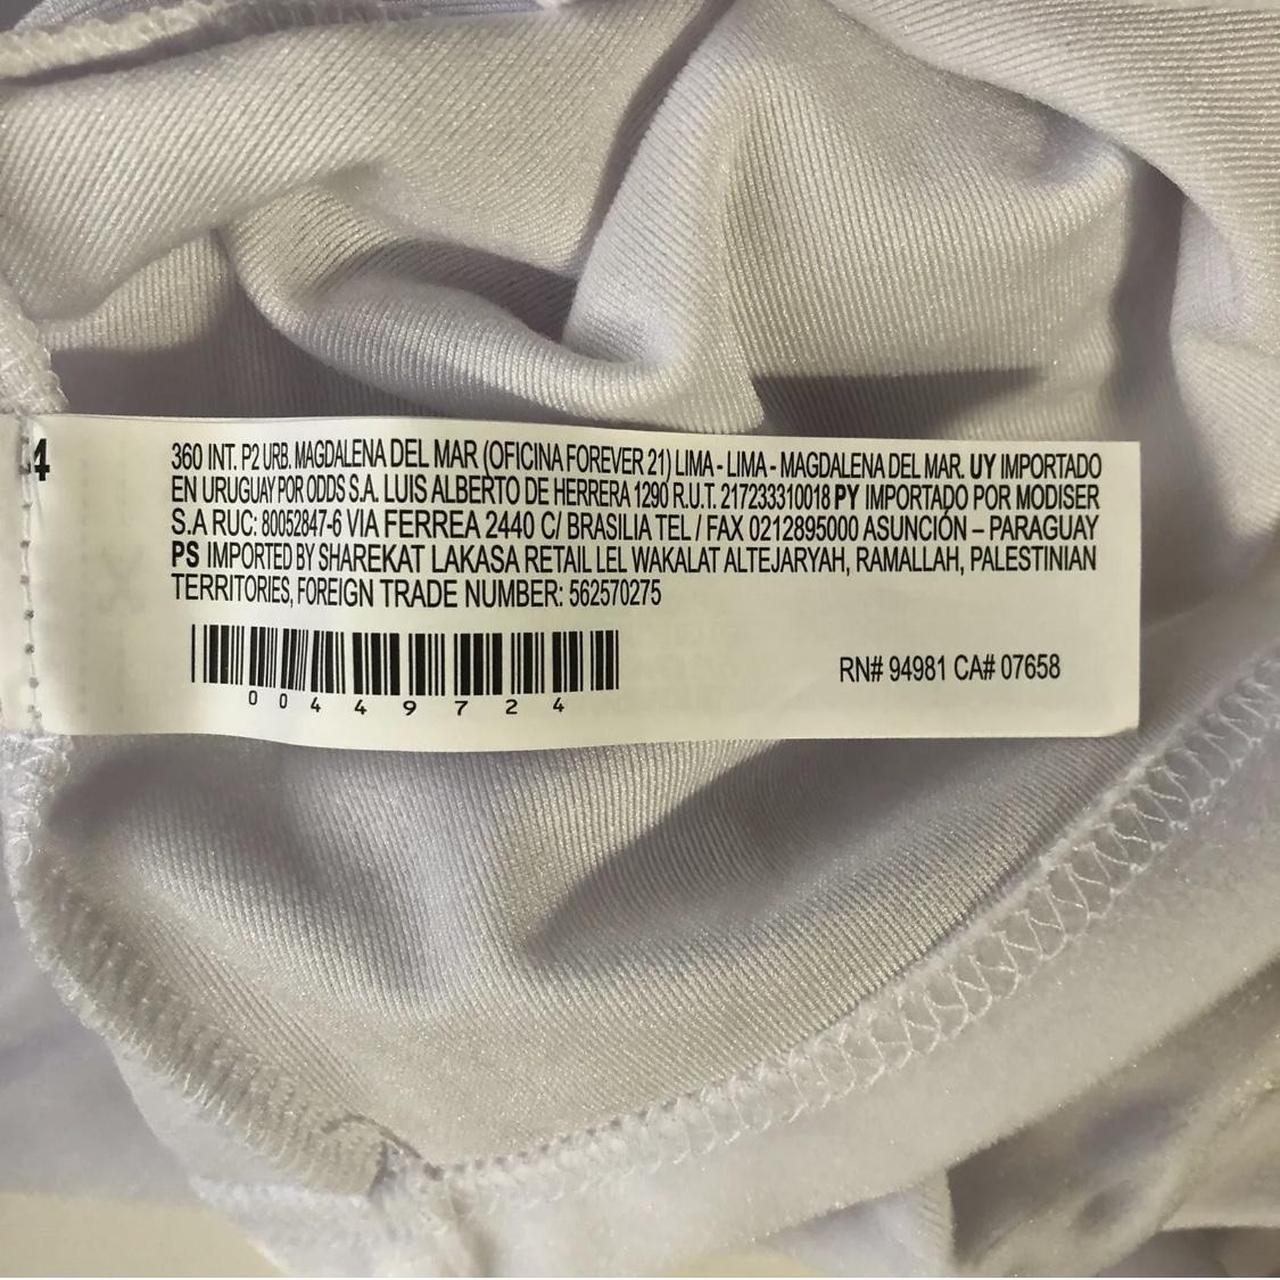 360 INT. P2 URB. MAGDALENA DEL MAR (OFICINA FOREVER 21) LIMA - LIMA - MAGDALENA DEL MAR. UY IMPORTADO
EN URUGUAY POR ODDS S.A. LUIS ALBERTO DE HERRERA 1290 R.U.T. 217233310018 PY IMPORTADO POR MODISER
S.A RUC: 80052847-6 VIA FERREA 2440 C/ BRASILIA TEL / FAX 0212895000 ASUNCIÓN – PARAGUAY
PS IMPORTED BY SHAREKAT LAKASA RETAIL LEL WAKALAT ALTEJARYAH, RAMALLAH, PALESTINIAN
TERRITORIES, FOREIGN TRADE NUMBER: 562570275
RN# 94981 CA# 07658
00449724